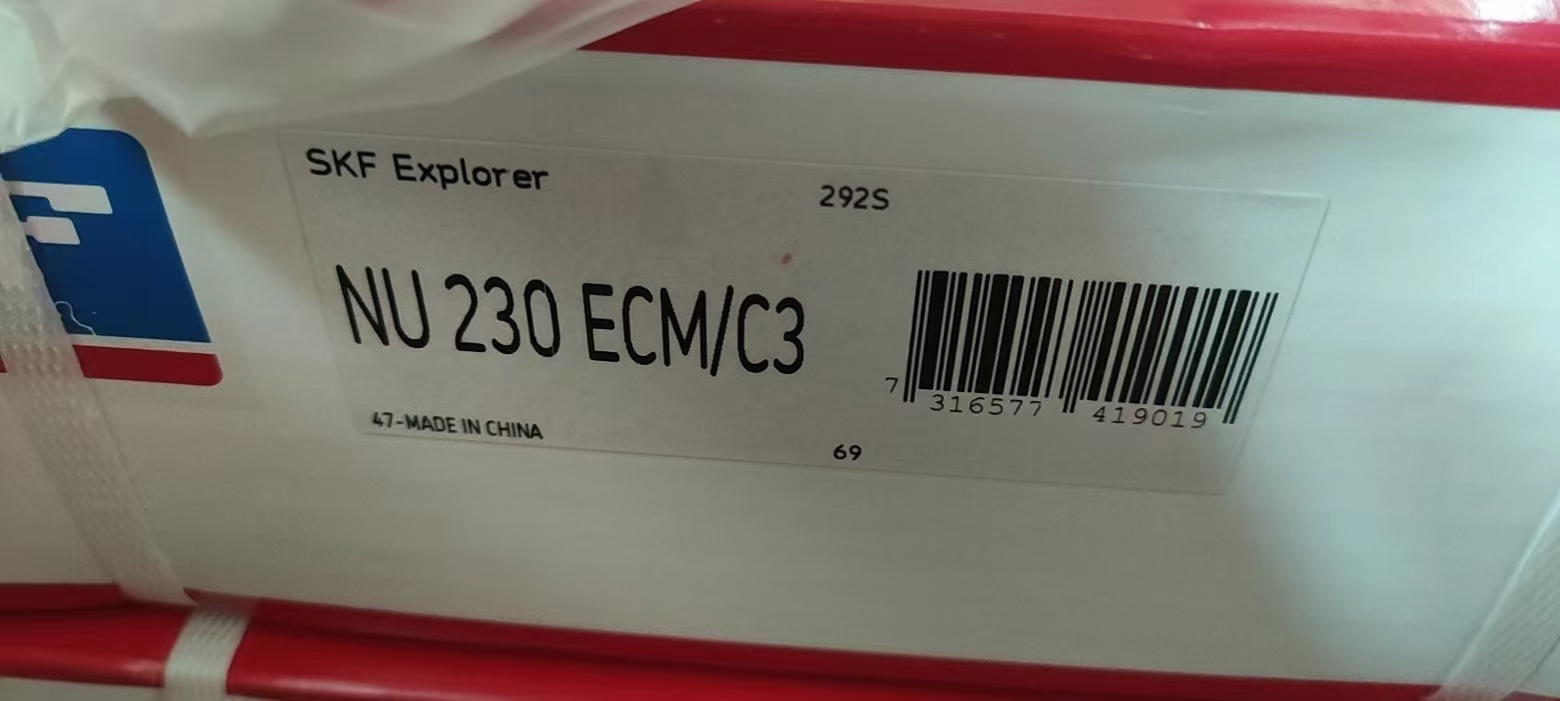 SKF Explorer
292S
NU 230 ECM/C3
7 316577 419019
47-MADE IN CHINA
69